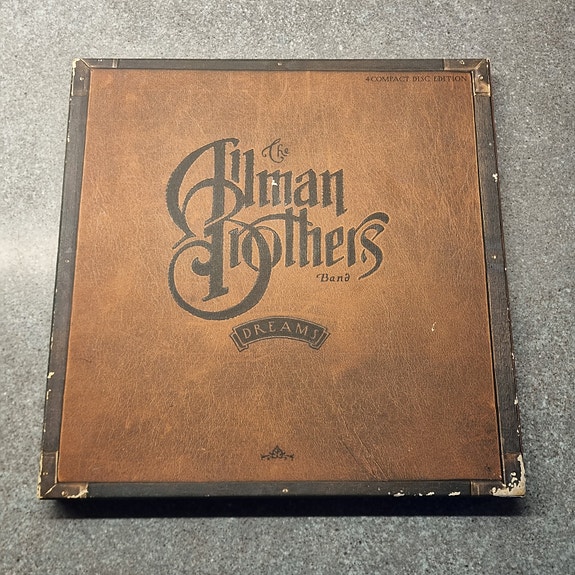 4 COMPACT DISC EDITION
The
Allman
Brothers
Band
DREAMS